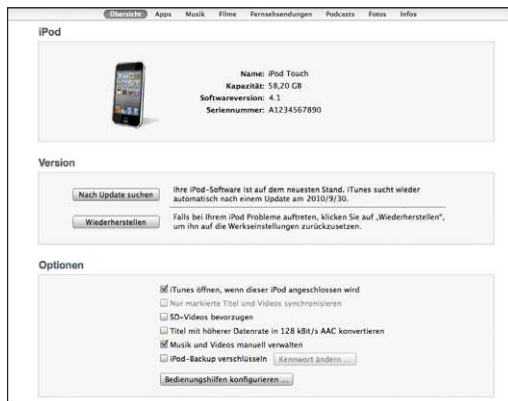 Übersicht Apps Musik Filme Fernsehsendungen Podcasts Fotos Infos
iPod
Name: iPod Touch
Kapazität: 58,20 GB
Softwareversion: 4.1
Seriennummer: A1234567890
Version
Nach Update suchen
Ihre iPod-Software ist auf dem neuesten Stand. iTunes sucht wieder
automatisch nach einem Update am 2010/9/30.
Wiederherstellen
Falls bei Ihrem iPod Probleme auftreten, klicken Sie auf „Wiederherstellen",
um ihn auf die Werkseinstellungen zurückzusetzen.
Optionen
iTunes öffnen, wenn dieser iPod angeschlossen wird
Nur markierte Titel und Videos synchronisieren
SD-Videos bevorzugen
Titel mit höherer Datenrate in 128 kBit/s AAC konvertieren
Musik und Videos manuell verwalten
iPod-Backup verschlüsseln Kennwort ändern ...
Bedienungshilfen konfigurieren ...